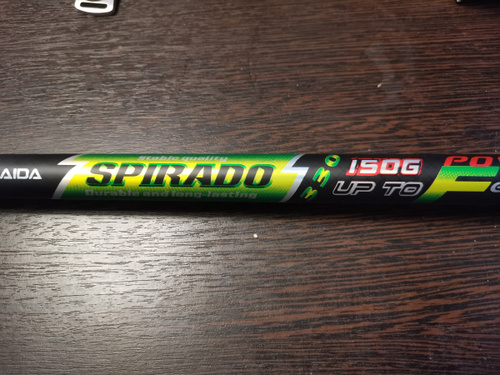 AIDA
Stable quality
SPIRADO
Durable and long-lasting
330
150G
UP TO
PO
F